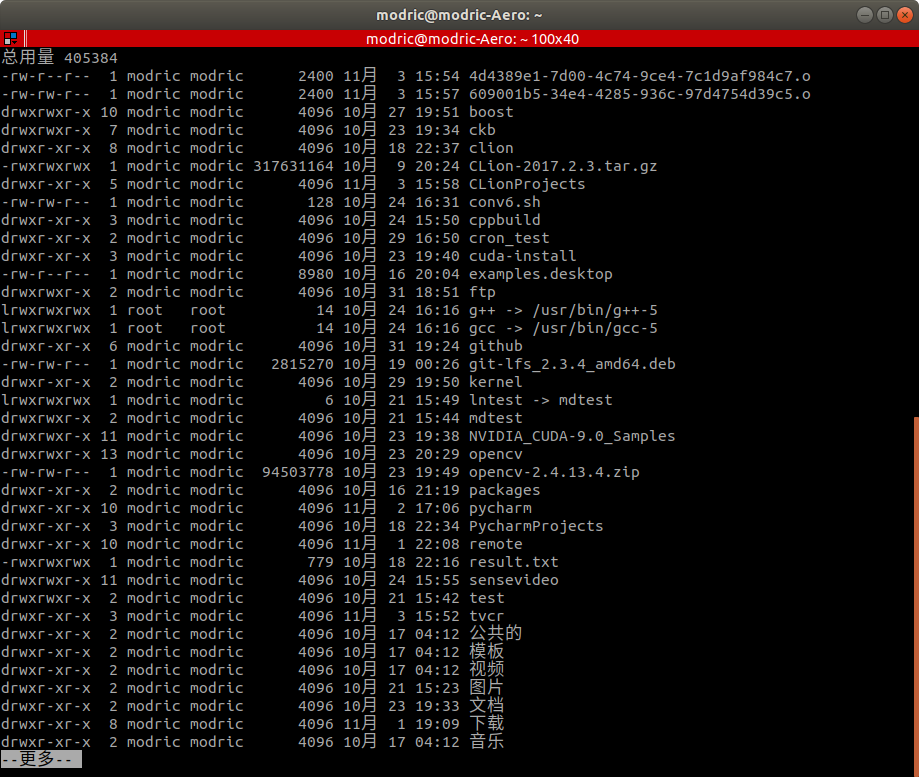 modric@modric-Aero: ~
modric@modric-Aero: ~ 100x40
总用量 405384
-rw-r--r--  1 modric modric      2400 11月  3 15:54 4d4389e1-7d00-4c74-9ce4-7c1d9af984c7.o
-rw-rw-r--  1 modric modric      2400 11月  3 15:57 609001b5-34e4-4285-936c-97d4754d39c5.o
drwxrwxr-x 10 modric modric      4096 10月 27 19:51 boost
drwxrwxr-x  7 modric modric      4096 10月 23 19:34 ckb
drwxrwxr-x  8 modric modric      4096 10月 18 22:37 clion
-rwxrwxrwx  1 modric modric 317631164 10月  9 20:24 CLion-2017.2.3.tar.gz
drwxr-xr-x  5 modric modric      4096 11月  3 15:58 CLionProjects
-rw-rw-r--  1 modric modric       128 10月 24 16:31 conv6.sh
drwxr-xr-x  3 modric modric      4096 10月 24 15:50 cppbuild
drwxr-xr-x  2 modric modric      4096 10月 29 16:50 cron_test
drwxr-xr-x  3 modric modric      4096 10月 23 19:40 cuda-install
-rw-r--r--  1 modric modric      8980 10月 16 20:04 examples.desktop
drwxrwxr-x  2 modric modric      4096 10月 31 18:51 ftp
lrwxrwxrwx  1 root   root          14 10月 24 16:16 g++ -> /usr/bin/g++-5
lrwxrwxrwx  1 root   root          14 10月 24 16:16 gcc -> /usr/bin/gcc-5
drwxr-xr-x  6 modric modric      4096 10月 31 19:24 github
-rw-rw-r--  1 modric modric   2815270 10月 19 00:26 git-lfs_2.3.4_amd64.deb
drwxr-xr-x  2 modric modric      4096 10月 29 19:50 kernel
lrwxrwxrwx  1 modric modric         6 10月 21 15:49 lntest -> mdtest
drwxrwxr-x  2 modric modric      4096 10月 21 15:44 mdtest
drwxrwxr-x 11 modric modric      4096 10月 23 19:38 NVIDIA_CUDA-9.0_Samples
drwxrwxr-x 13 modric modric      4096 10月 23 20:29 opencv
-rw-rw-r--  1 modric modric  94503778 10月 23 19:49 opencv-2.4.13.4.zip
drwxr-xr-x  2 modric modric      4096 10月 16 21:19 packages
drwxrwxr-x 10 modric modric      4096 11月  2 17:06 pycharm
drwxrwxr-x  3 modric modric      4096 10月 18 22:34 PycharmProjects
drwxr-xr-x 10 modric modric      4096 11月  1 22:08 remote
-rwxrwxrwx  1 modric modric       779 10月 18 22:16 result.txt
drwxr-xr-x 11 modric modric      4096 10月 24 15:55 sensevideo
drwxrwxr-x  2 modric modric      4096 10月 21 15:42 test
drwxr-xr-x  3 modric modric      4096 11月  3 15:52 tvcr
drwxr-xr-x  2 modric modric      4096 10月 17 04:12 公共的
drwxr-xr-x  2 modric modric      4096 10月 17 04:12 模板
drwxr-xr-x  2 modric modric      4096 10月 17 04:12 视频
drwxr-xr-x  2 modric modric      4096 10月 21 15:23 图片
drwxr-xr-x  2 modric modric      4096 10月 23 19:33 文档
drwxr-xr-x  8 modric modric      4096 11月  1 19:09 下载
drwxr-xr-x  2 modric modric      4096 10月 17 04:12 音乐
--更多--